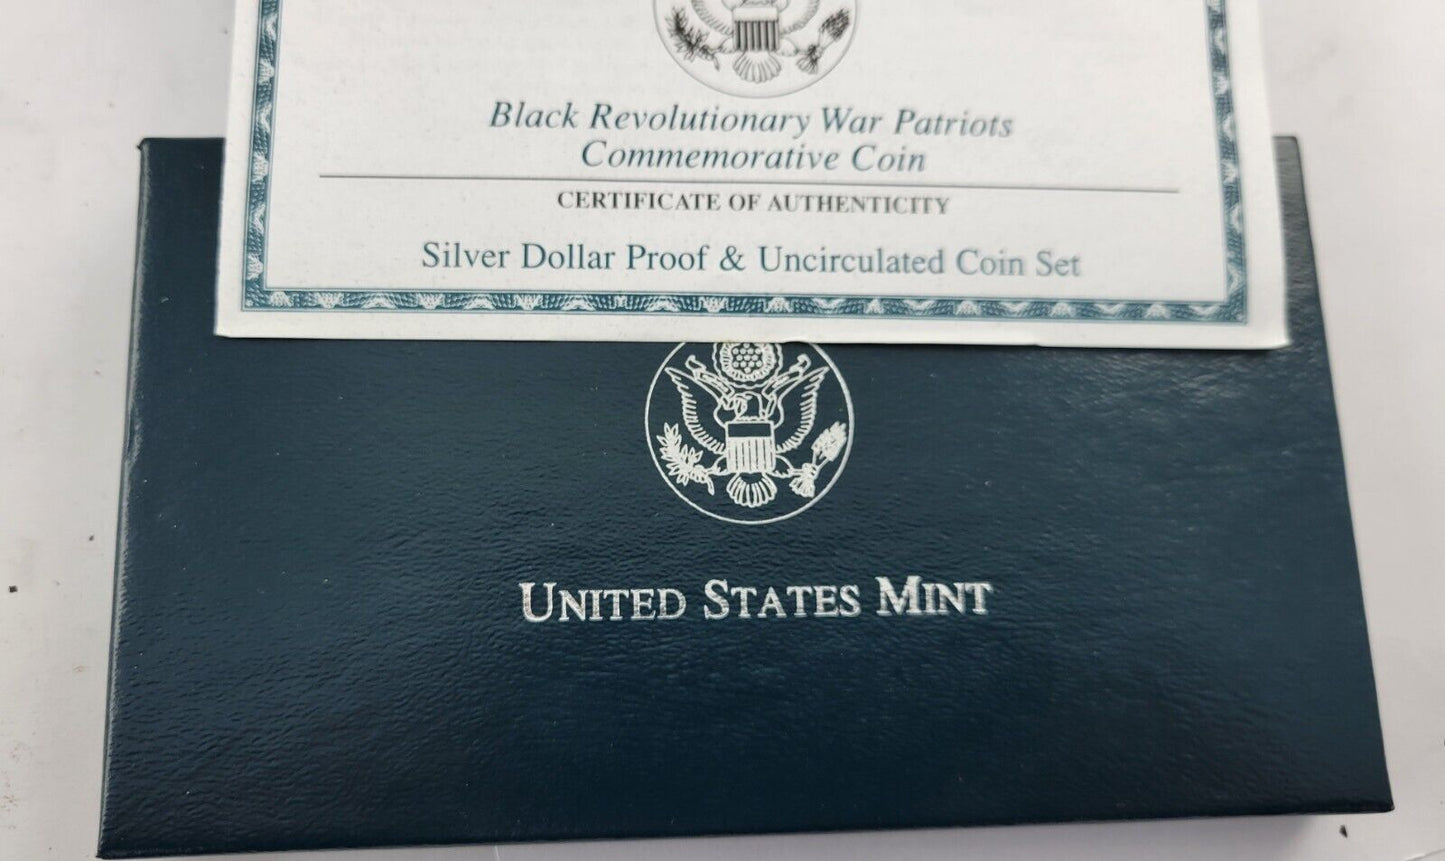 Black Revolutionary War Patriots
Commemorative Coin
CERTIFICATE OF AUTHENTICITY
Silver Dollar Proof & Uncirculated Coin Set
UNITED STATES MINT